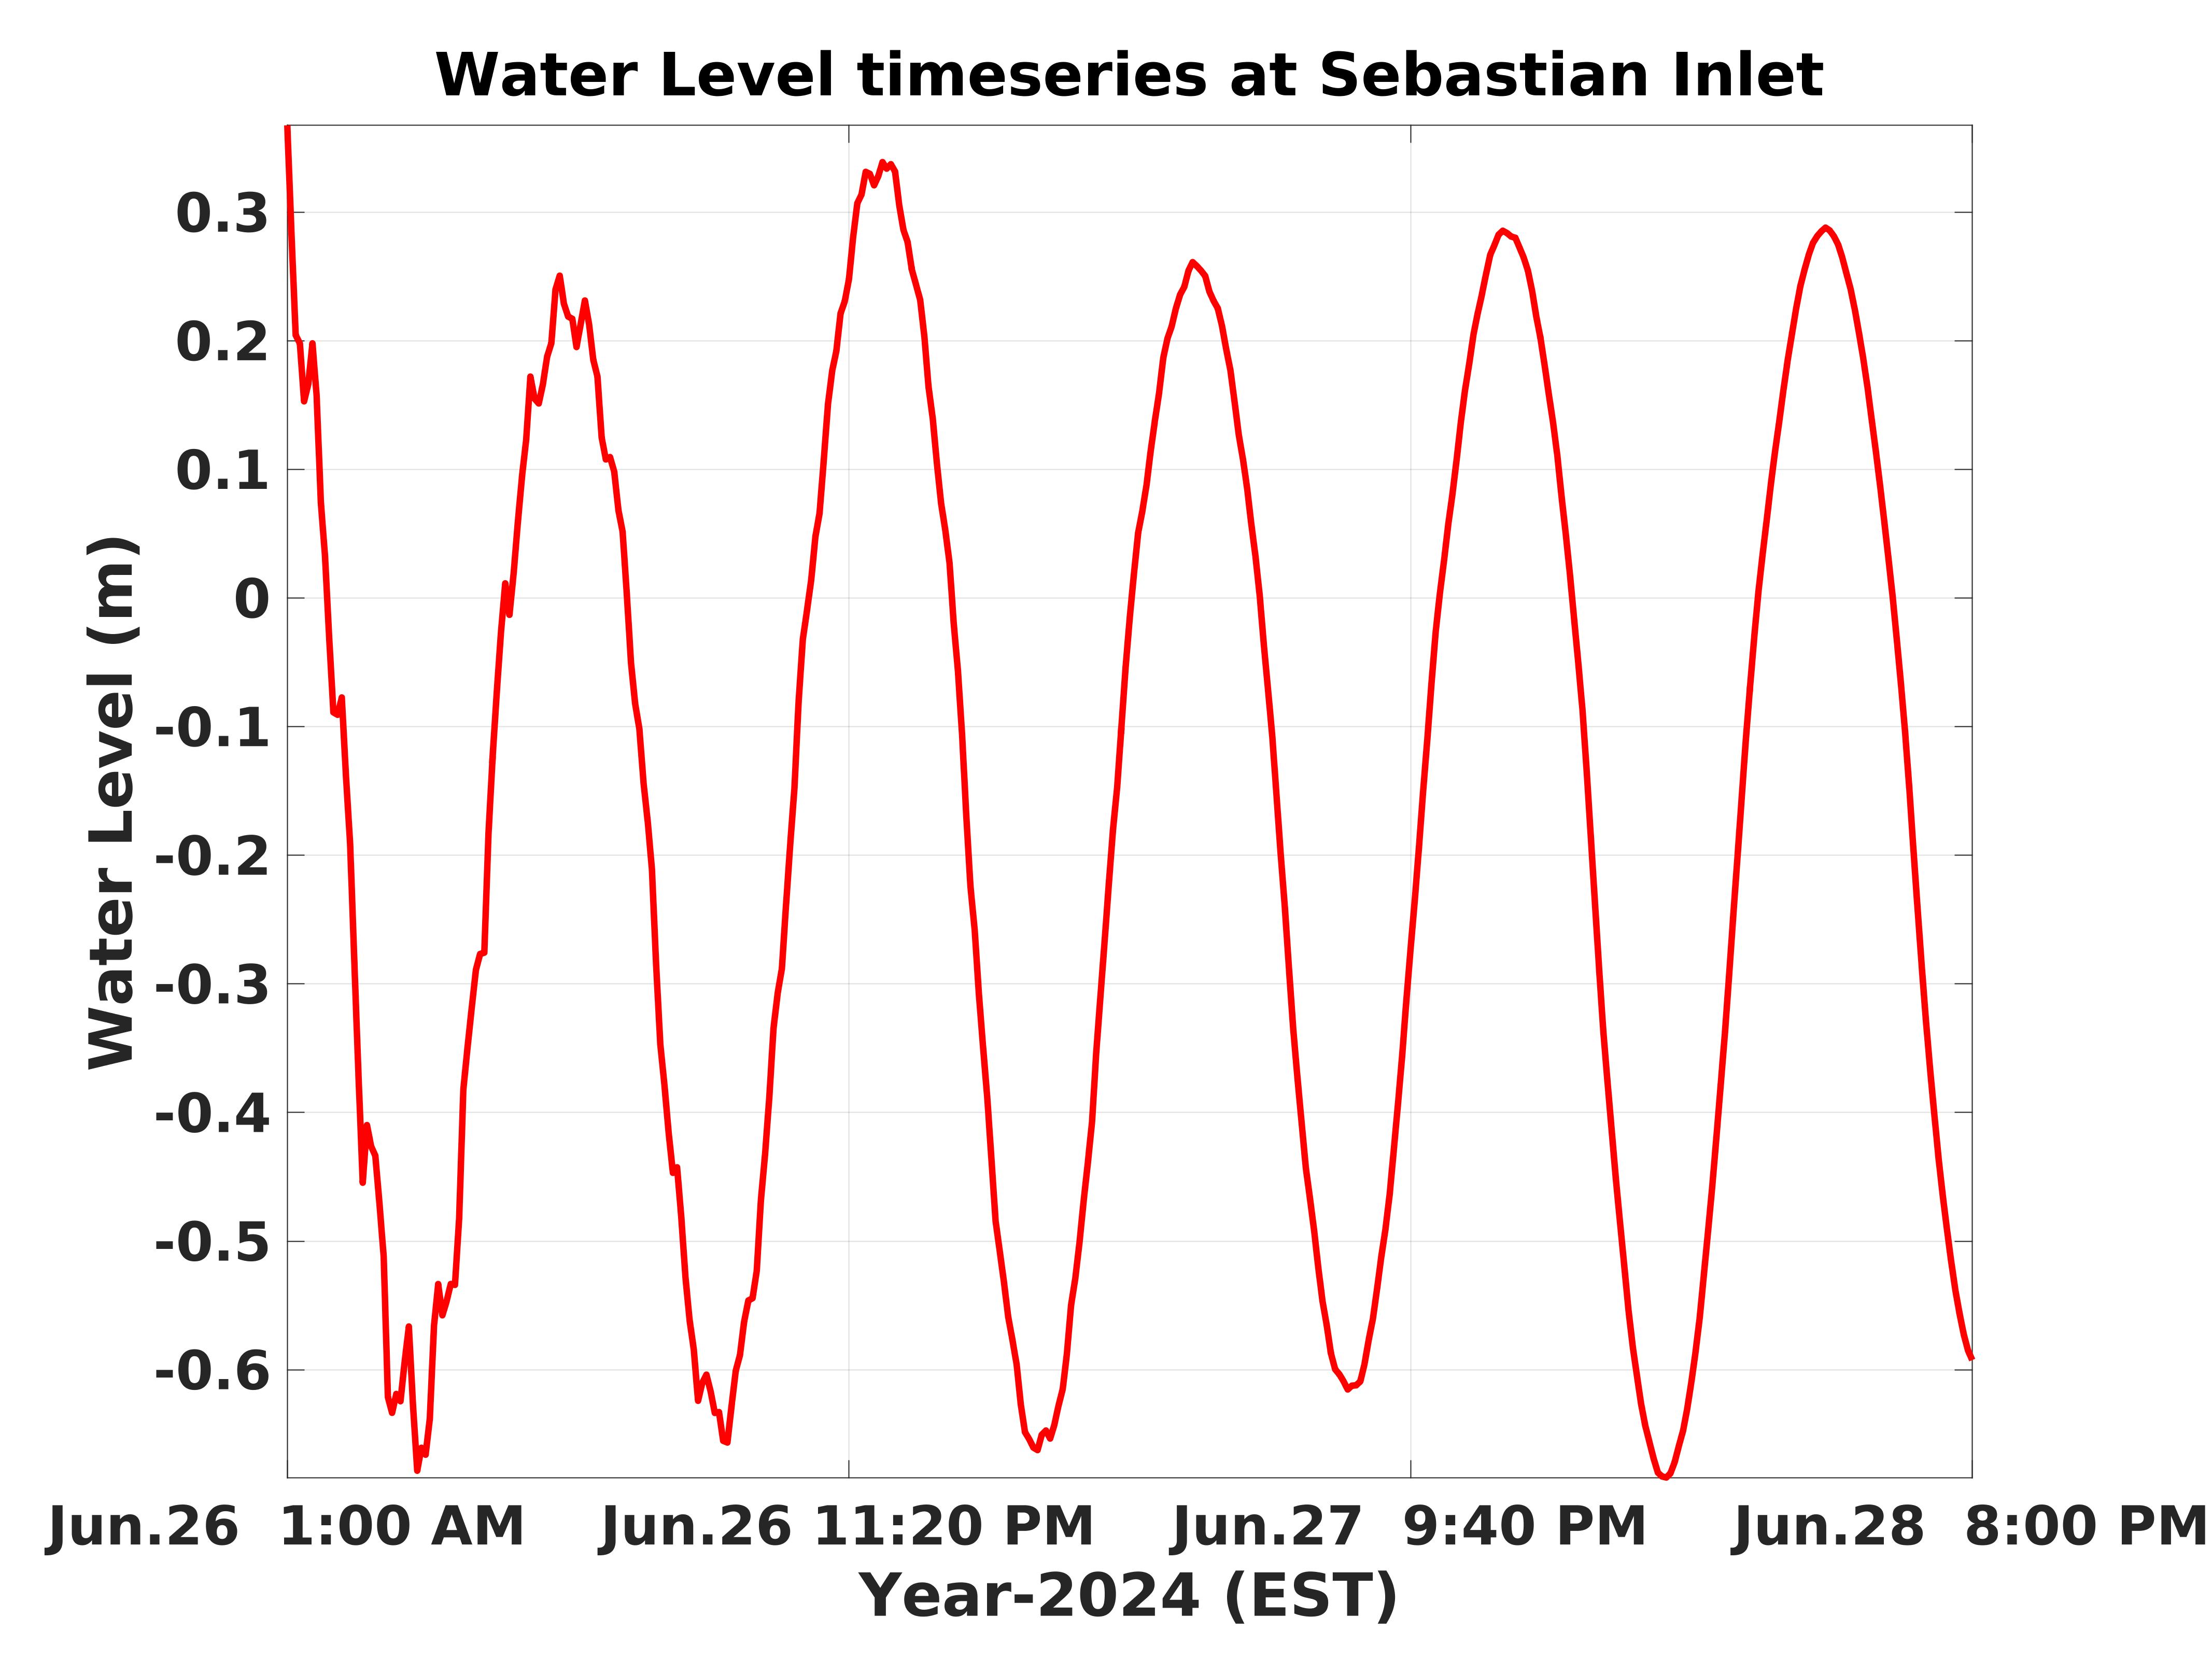 Water Level timeseries at Sebastian Inlet
Water Level (m)
0.3
0.2
0.1
0
-0.1
-0.2
-0.3
-0.4
-0.5
-0.6
Jun.26 1:00 AM Jun.26 11:20 PM Jun.27 9:40 PM Jun.28 8:00 PM
Year-2024 (EST)